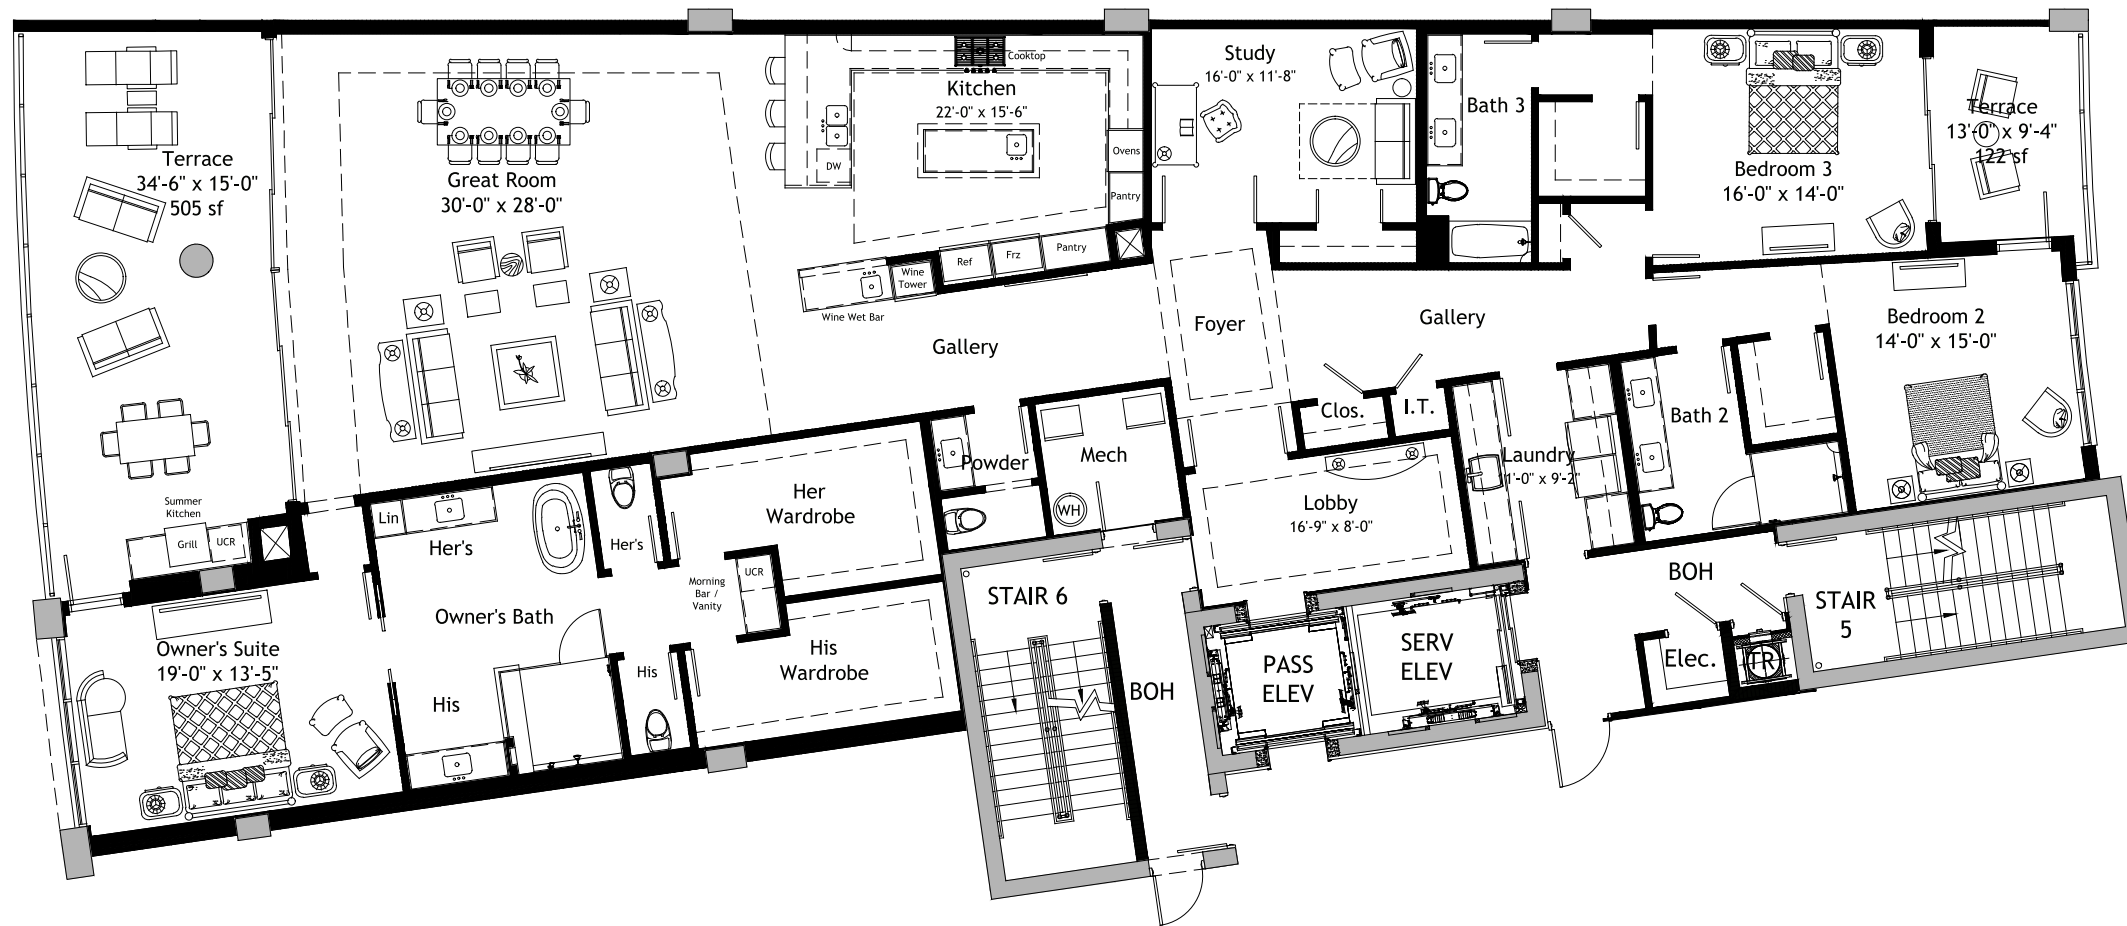 Terrace
34'-6" x 15'-0"
505 sf
Great Room
30'-0" x 28'-0"
Cooktop
Kitchen
22'-0" x 15'-6"
DW
Ovens
Pantry
Pantry
Frz
Ref
Wine
Tower
Wine Wet Bar
Study
16'-0" x 11'-8"
Bath 3
Bedroom 3
16'-0" x 14'-0"
Terrace
13'-0" x 9'-4"
122 sf
Foyer
Gallery
Gallery
Bedroom 2
14'-0" x 15'-0"
Bath 2
Clos.
I.T.
Laundry
1'-0" x 9'-2"
Powder
Mech
WH
Lobby
16'-9" x 8'-0"
Summer
Kitchen
Grill
UCR
Lin
Her's
Her's
Her
Wardrobe
UCR
Morning
Bar /
Vanity
Owner's Bath
His
His
His
Wardrobe
Owner's Suite
19'-0" x 13'-5"
STAIR 6
BOH
PASS
ELEV
SERV
ELEV
BOH
Elec.
TR
STAIR
5